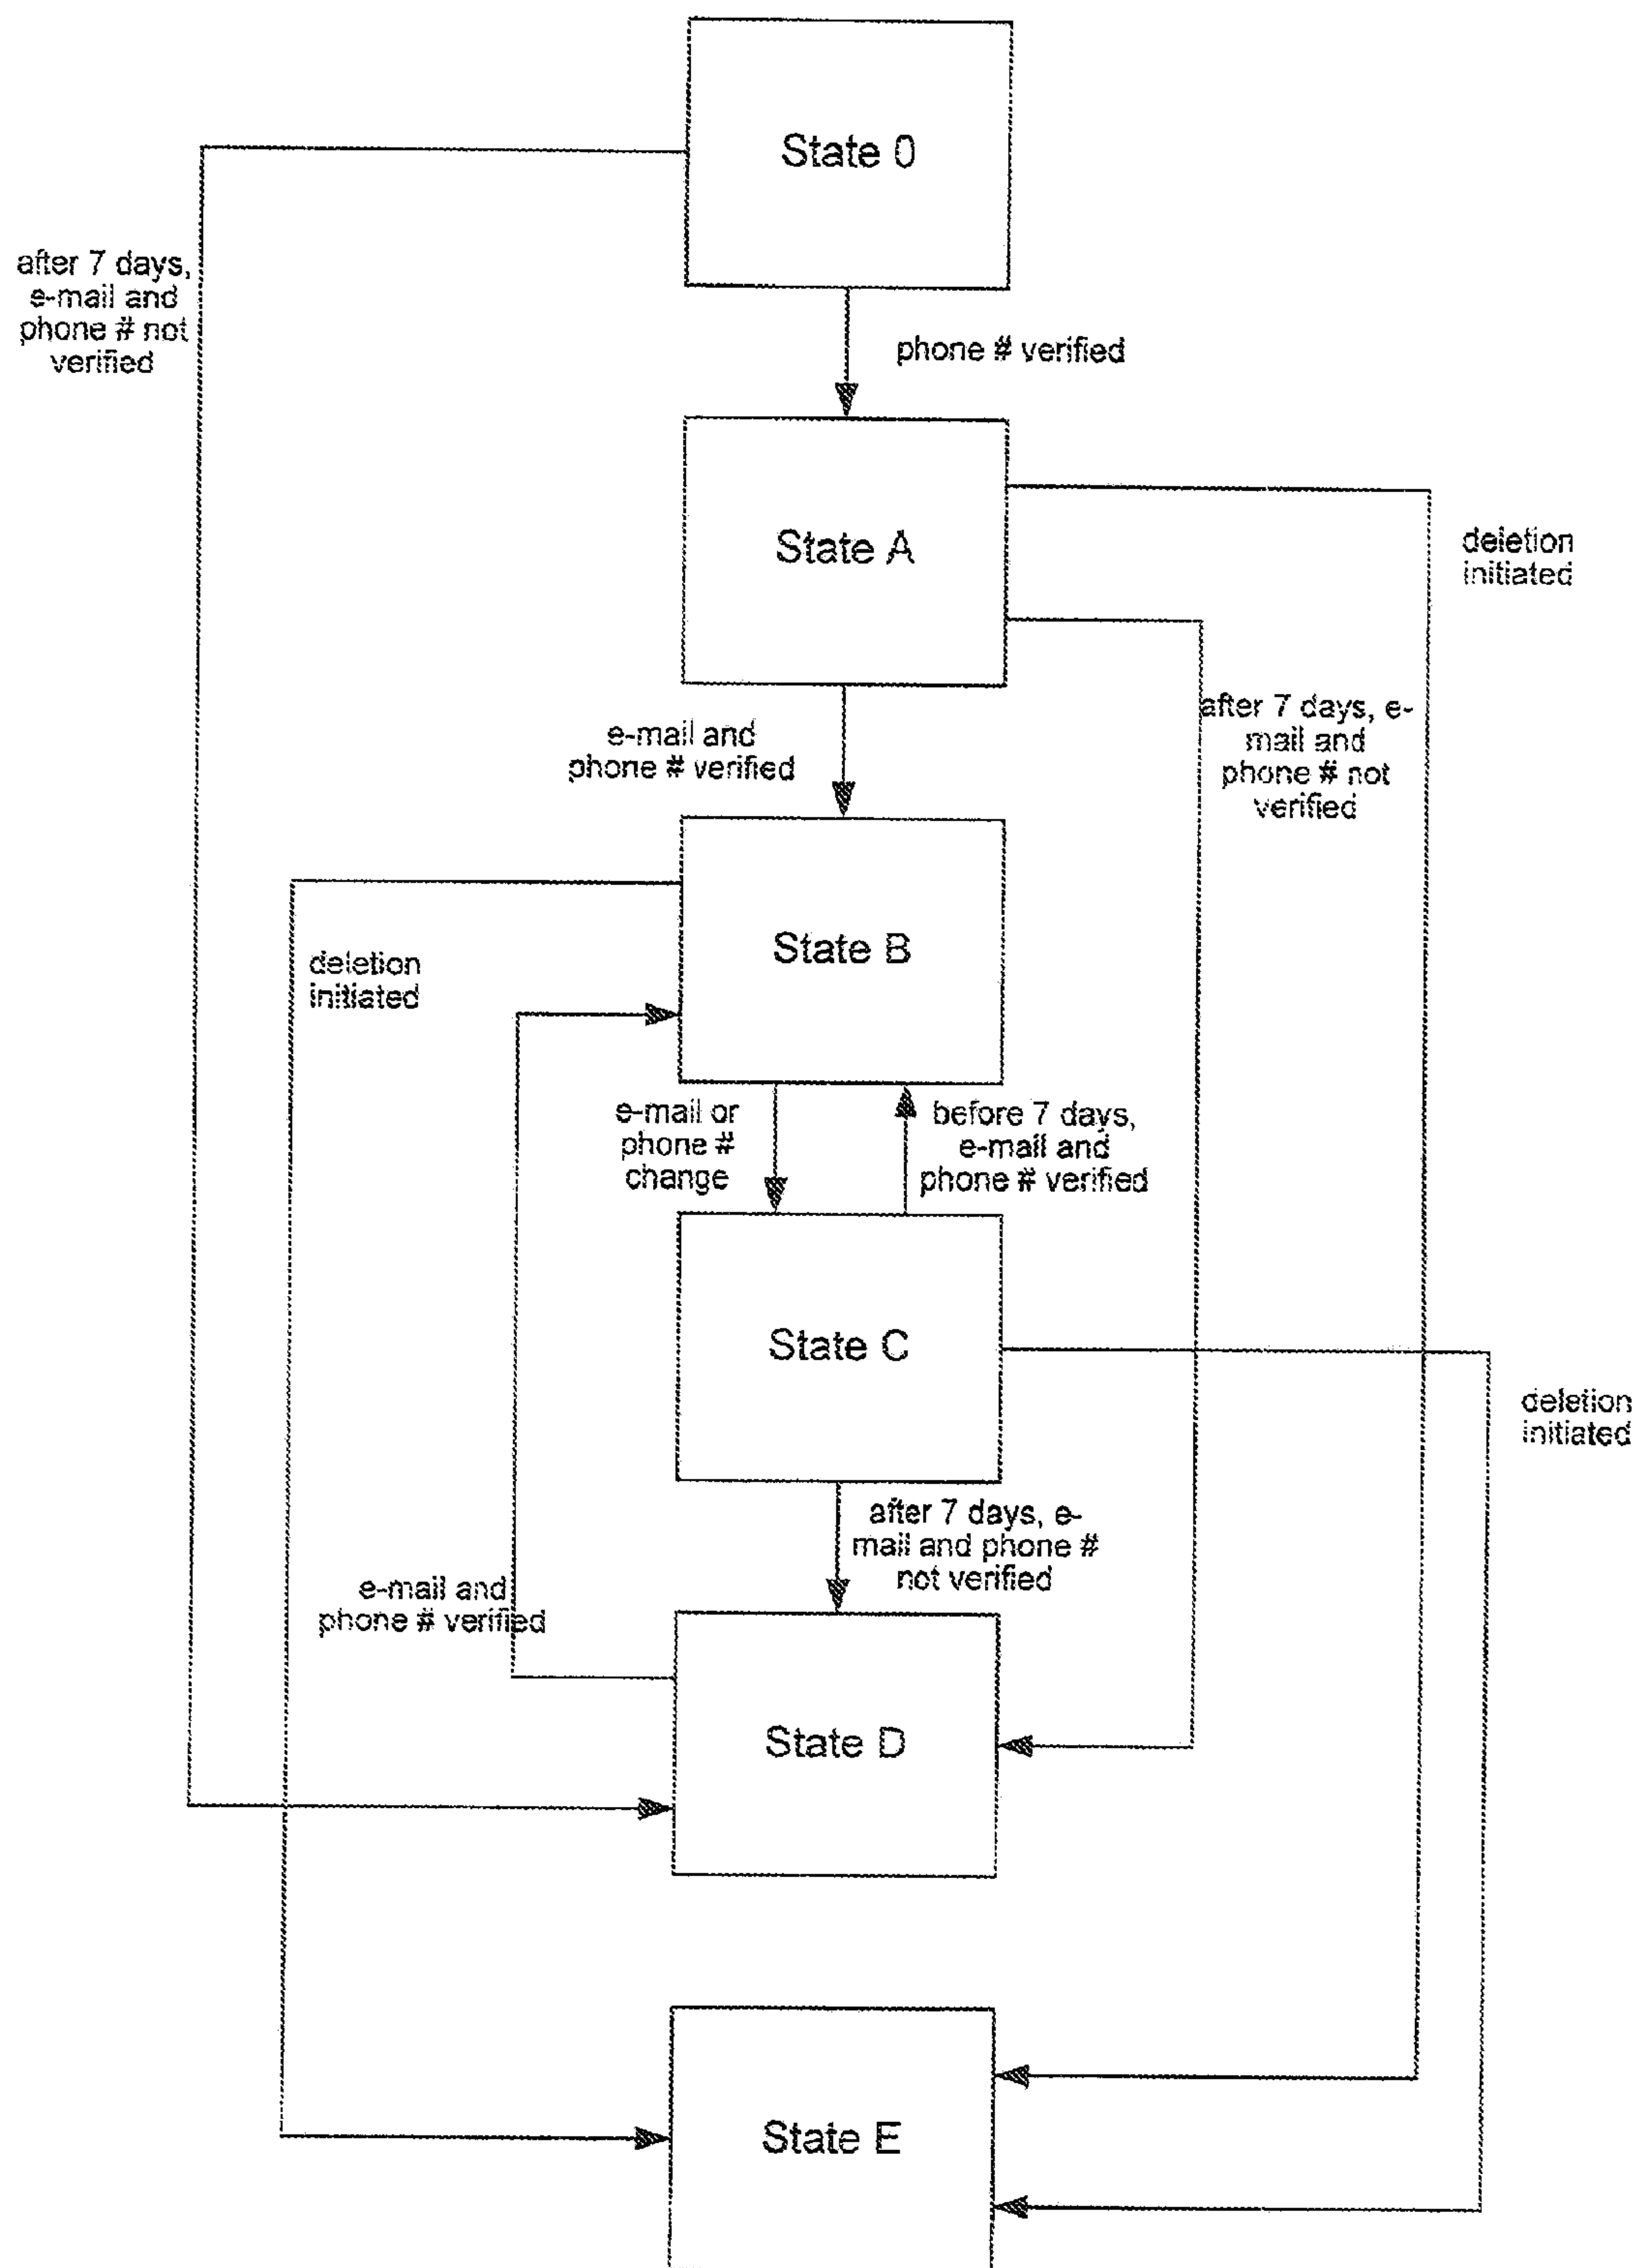 State 0
after 7 days,
e-mail and
phone # not
verified
phone # verified
State A
deletion
initiated
after 7 days, e-
mail and
phone # not
verified
e-mail and
phone # verified
State B
deletion
initiated
e-mail or
phone #
change
before 7 days,
e-mail and
phone # verified
State C
deletion
initiated
after 7 days, e-
mail and phone #
not verified
e-mail and
phone # verified
State D
State E